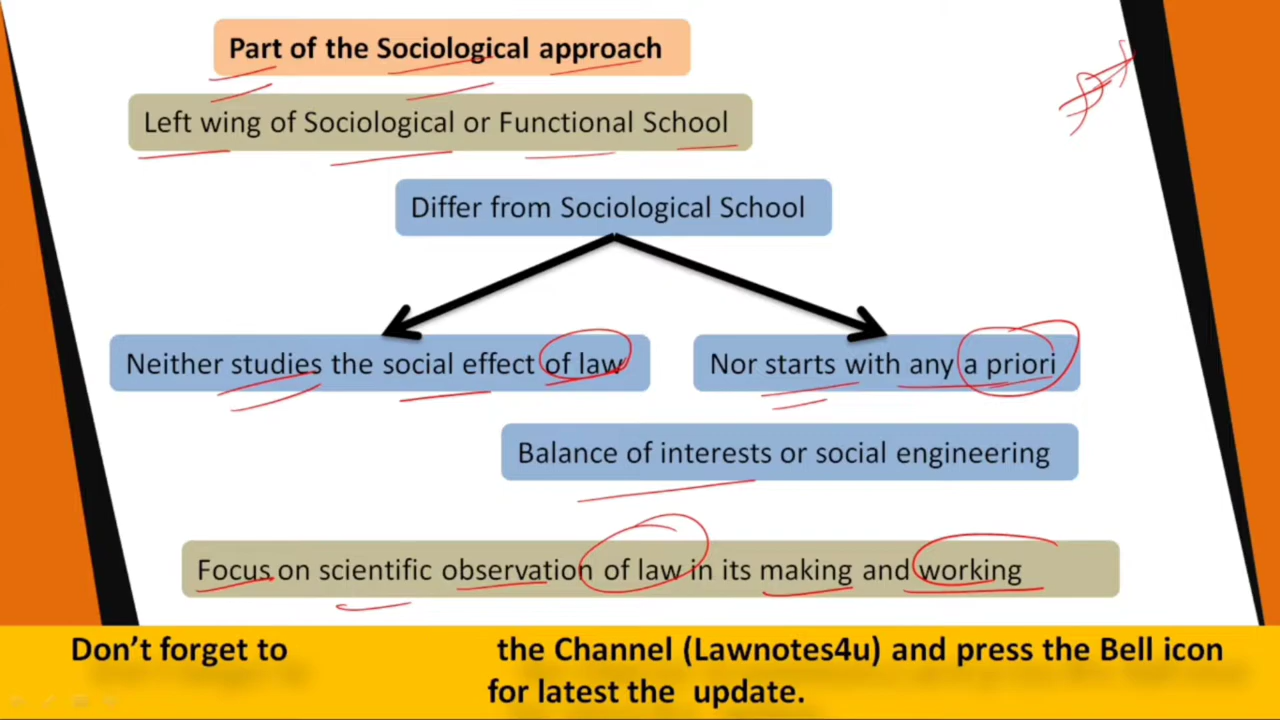 Part of the Sociological approach
Left wing of Sociological or Functional School
Differ from Sociological School
Neither studies the social effect of law
Nor starts with any a priori
Balance of interests or social engineering
Focus on scientific observation of law in its making and working
Don't forget to the Channel (Lawnotes4u) and press the Bell icon
for latest the update.